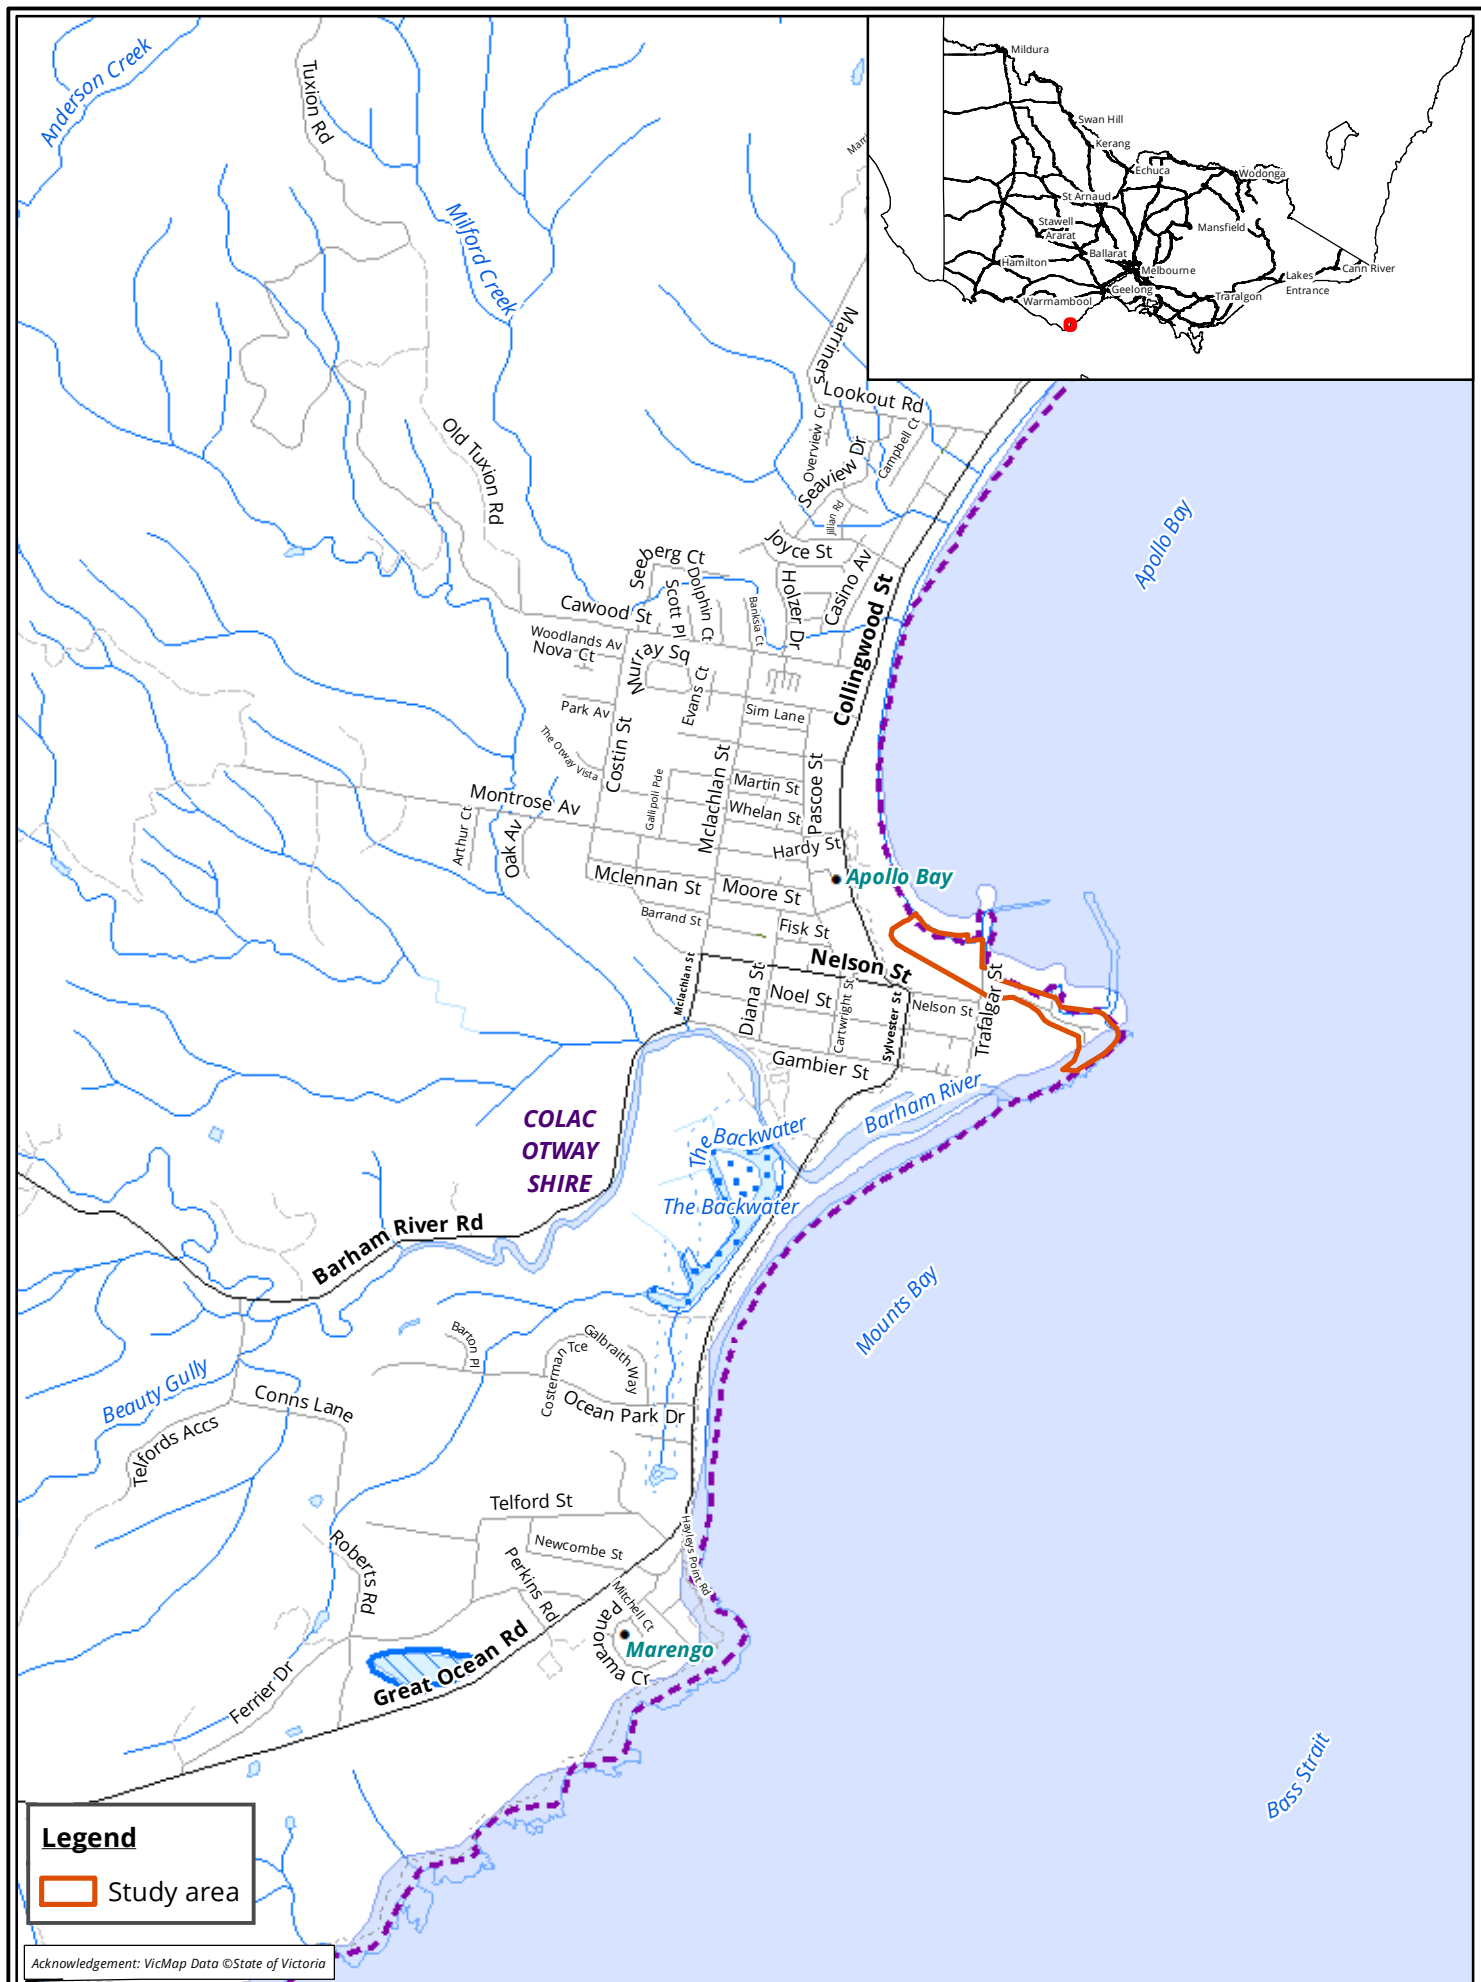 Anderson Creek
Tuxion Rd
Milford Creek
Mildura
Swan Hill
Kerang
Echuca
Wodonga
St Arnaud
Stawell
Ararat
Mansfield
Ballarat
Hamilton
Melbourne
Cann River
Lakes
Entrance
Geelong
Traralgon
Warrnambool
Marriners
Lookout Rd
Old Tuxion Rd
Overview Cr
Campbell Ct
Seaview Dr
Jillian Rd
Apollo Bay
Joyce St
Seeberg Ct
Casino Av
Collingwood St
Scott Pl
Dolphin Ct
Banksia Ct
Holzer Dr
Cawood St
Woodlands Av
Nova Ct
Murray Sq
Evans Ct
Park Av
Sim Lane
The Otway Vista
Costin St
Gallipoli Pde
Mclachlan St
Martin St
Pascoe St
Whelan St
Montrose Av
Arthur Ct
Oak Av
Hardy St
Apollo Bay
Mclennan St
Moore St
Barrand St
Fisk St
Nelson St
Mclachlan St
Diana St
Noel St
Cartwright St
Sylvester St
Nelson St
Trafalgar St
Gambier St
Barham River
COLAC
OTWAY
SHIRE
The Backwater
The Backwater
Barham River Rd
Mounts Bay
Barton Pl
Costerman Tce
Galbraith Way
Ocean Park Dr
Beauty Gully
Conns Lane
Telfords Accs
Telford St
Newcombe St
Hayleys Point Rd
Roberts Rd
Perkins Rd
Mitchell Ct
Panorama Cr
Marengo
Great Ocean Rd
Ferrier Dr
Bass Strait
Legend
Study area
Acknowledgement: VicMap Data ©State of Victoria